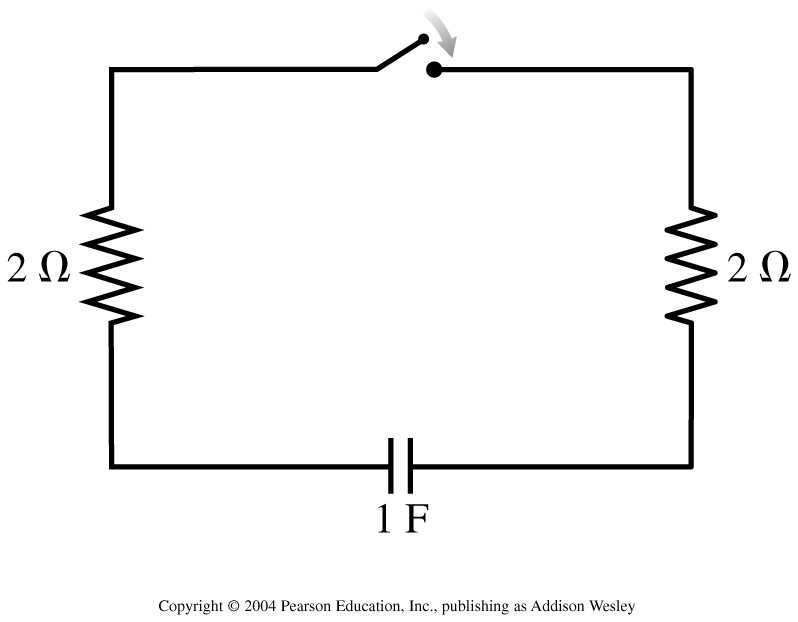 2 Ω
2 Ω
1 F
Copyright © 2004 Pearson Education, Inc., publishing as Addison Wesley